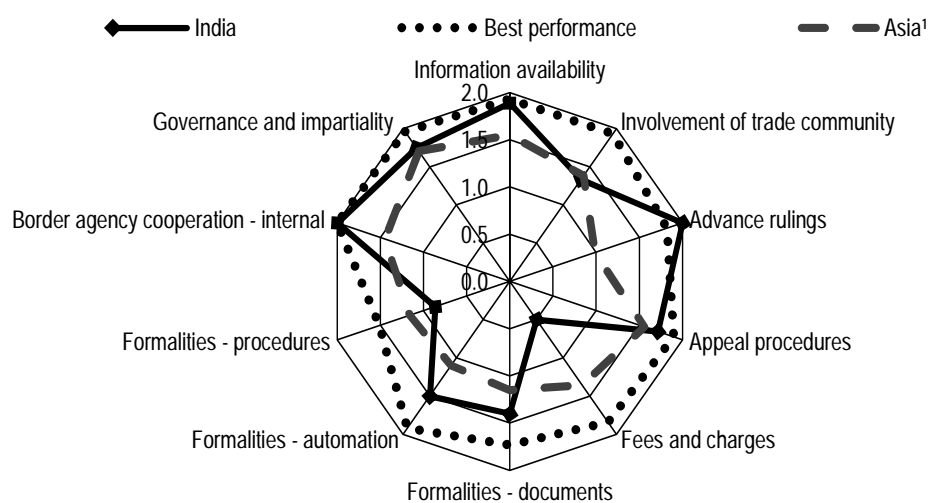 India
Best performance
Asia¹
Information availability
2.0
Governance and impartiality
Involvement of trade community
1.5
1.0
Border agency cooperation - internal
Advance rulings
0.5
0.0
Formalities - procedures
Appeal procedures
Formalities - automation
Fees and charges
Formalities - documents